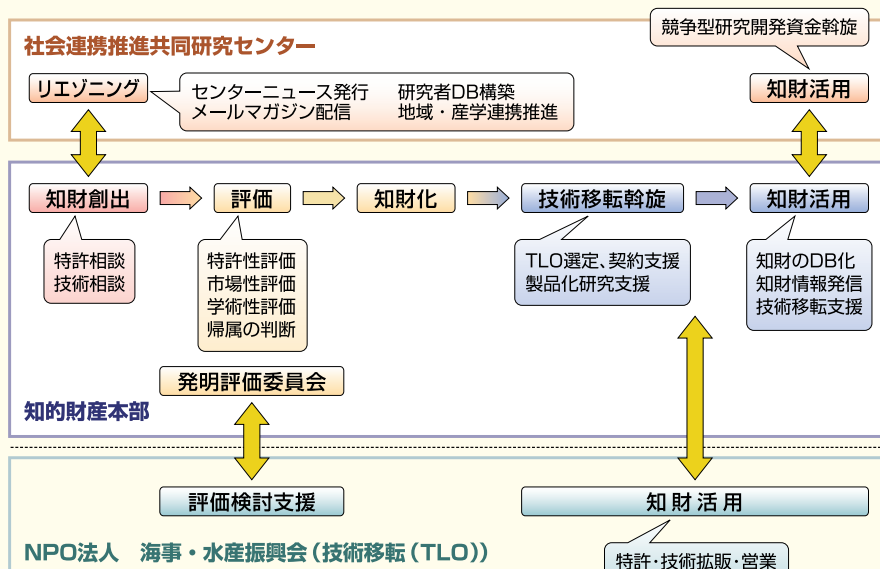 競争型研究開発資金斡旋
社会連携推進共同研究センター
リエゾニング
センターニュース発行 研究者DB構築
メールマガジン配信 地域・産学連携推進
知財活用
知財創出
評価
知財化
技術移転斡旋
知財活用
特許相談
技術相談
特許性評価
市場性評価
学術性評価
帰属の判断
TLO選定、契約支援
製品化研究支援
知財のDB化
知財情報発信
技術移転支援
発明評価委員会
知的財産本部
評価検討支援
知財活用
NPO法人 海事・水産振興会（技術移転（TLO））
特許・技術拡販・営業